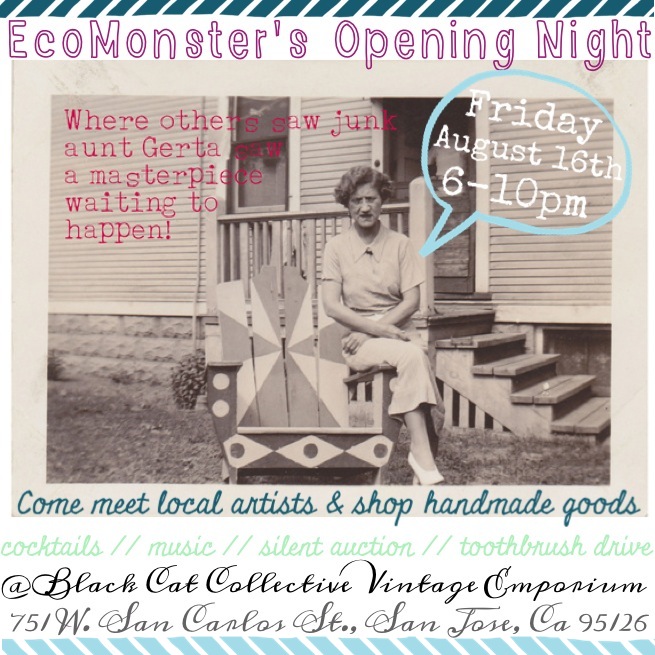 EcoMonster's Opening Night
Where others saw junk
aunt Gerta saw
a masterpiece
waiting to
happen!
Friday
August 16th
6-10pm
Come meet local artists & shop handmade goods
cocktails // music // silent auction // toothbrush drive
@ Black Cat Collective Vintage Emporium
751 W. San Carlos St., San Jose, Ca 95126